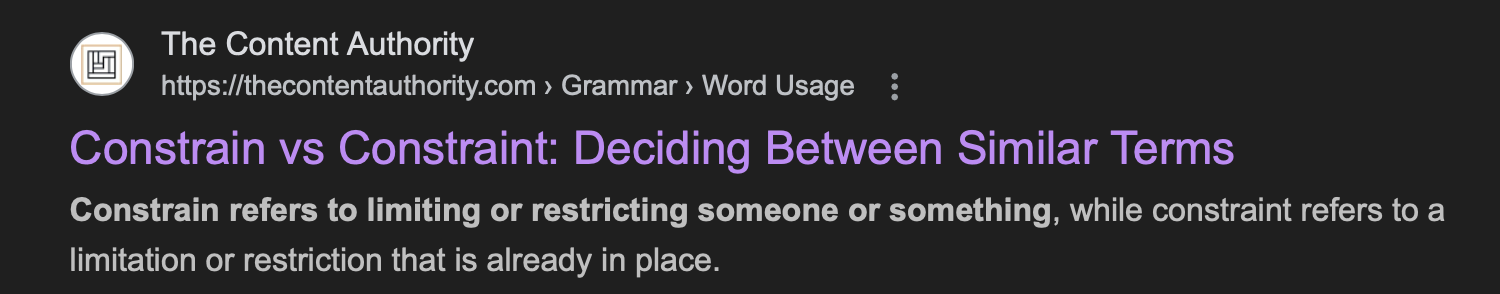 The Content Authority
https://thecontentauthority.com › Grammar › Word Usage
Constrain vs Constraint: Deciding Between Similar Terms
Constrain refers to limiting or restricting someone or something, while constraint refers to a
limitation or restriction that is already in place.